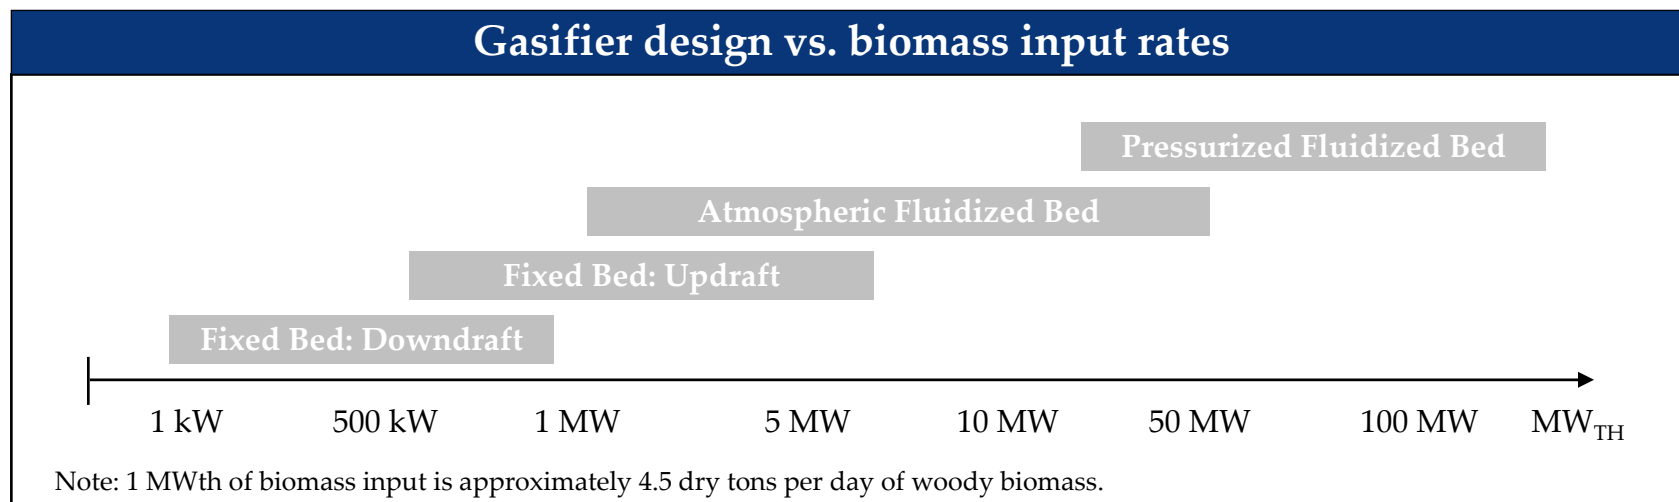 Gasifier design vs. biomass input rates
Pressurized Fluidized Bed
Atmospheric Fluidized Bed
Fixed Bed: Updraft
Fixed Bed: Downdraft
1 kW 500 kW 1 MW 5 MW 10 MW 50 MW 100 MW MW_TH
Note: 1 MWth of biomass input is approximately 4.5 dry tons per day of woody biomass.